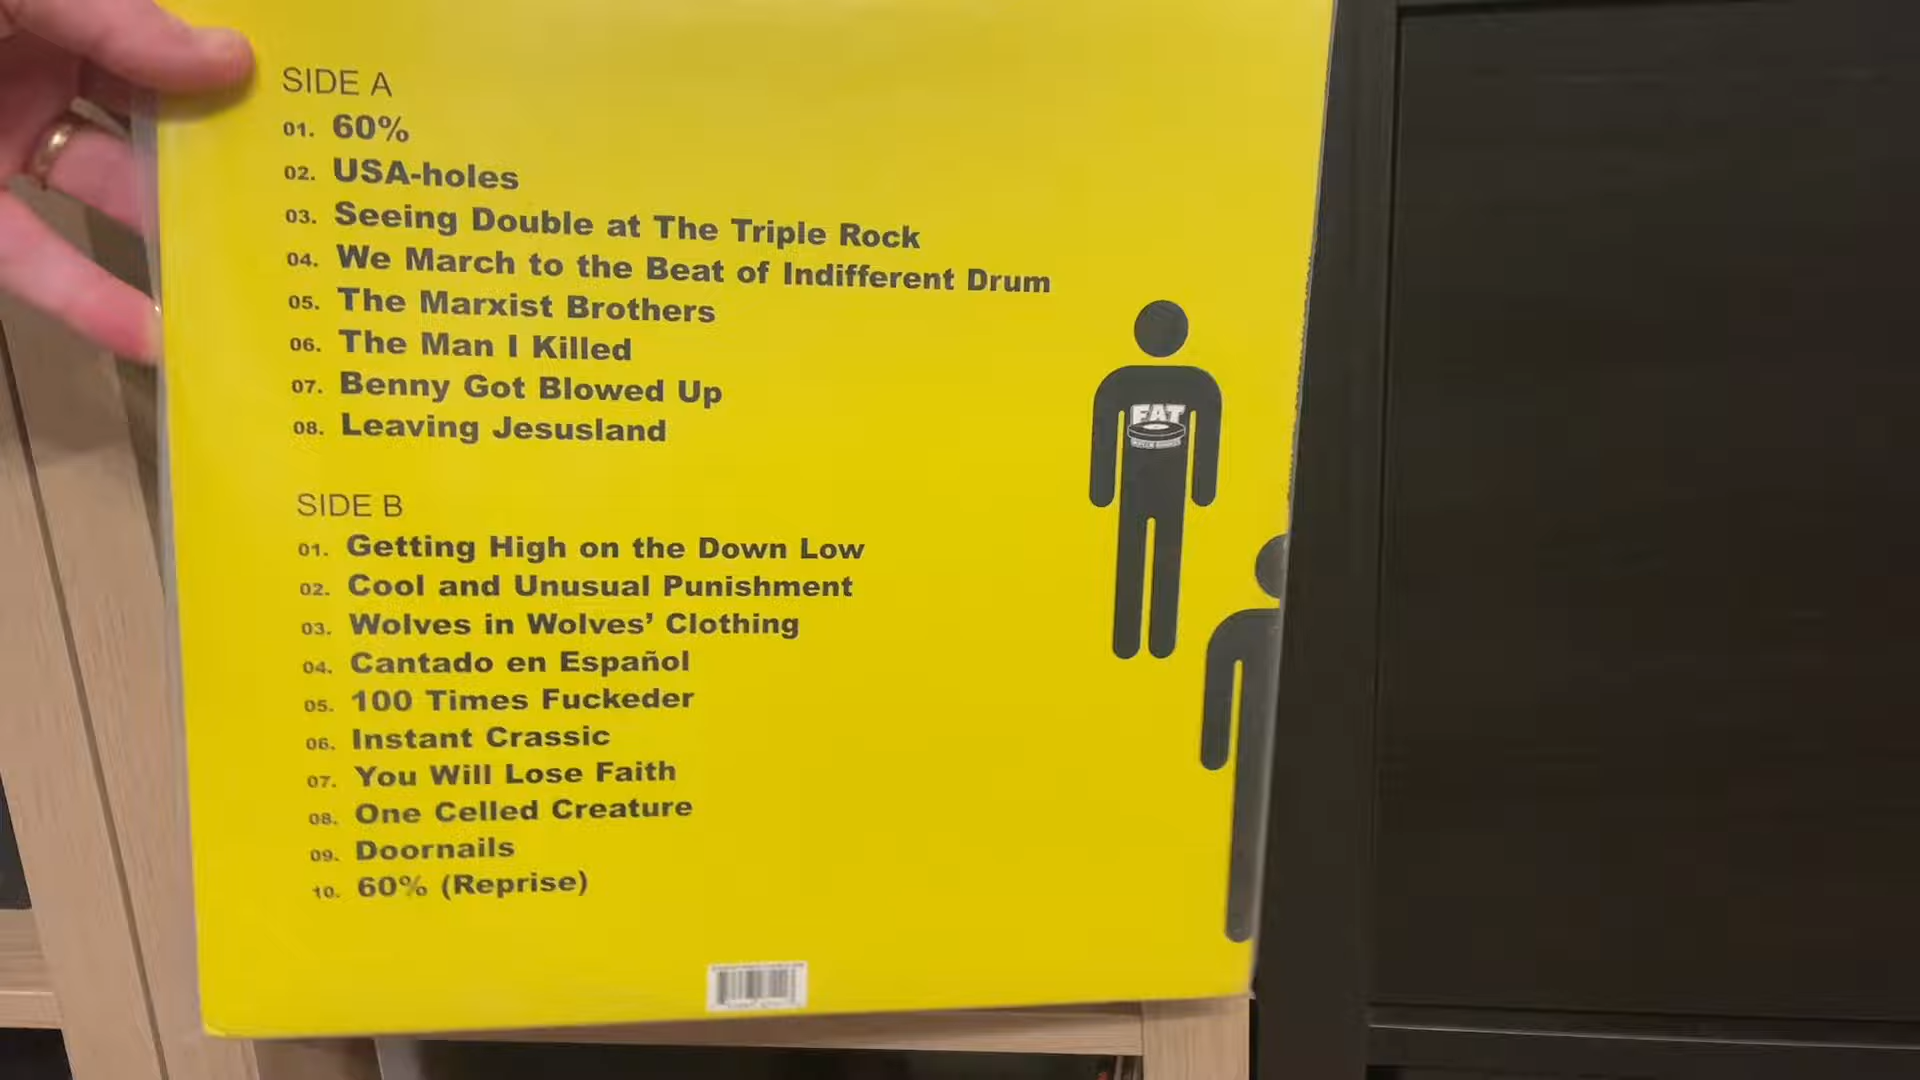 SIDE A
01. 60%
02. USA-holes
03. Seeing Double at The Triple Rock
04. We March to the Beat of Indifferent Drum
05. The Marxist Brothers
06. The Man I Killed
07. Benny Got Blowed Up
08. Leaving Jesusland
SIDE B
01. Getting High on the Down Low
02. Cool and Unusual Punishment
03. Wolves in Wolves’ Clothing
04. Cantado en Español
05. 100 Times Fuckeder
06. Instant Crassic
07. You Will Lose Faith
08. One Celled Creature
09. Doornails
10. 60% (Reprise)
FAT